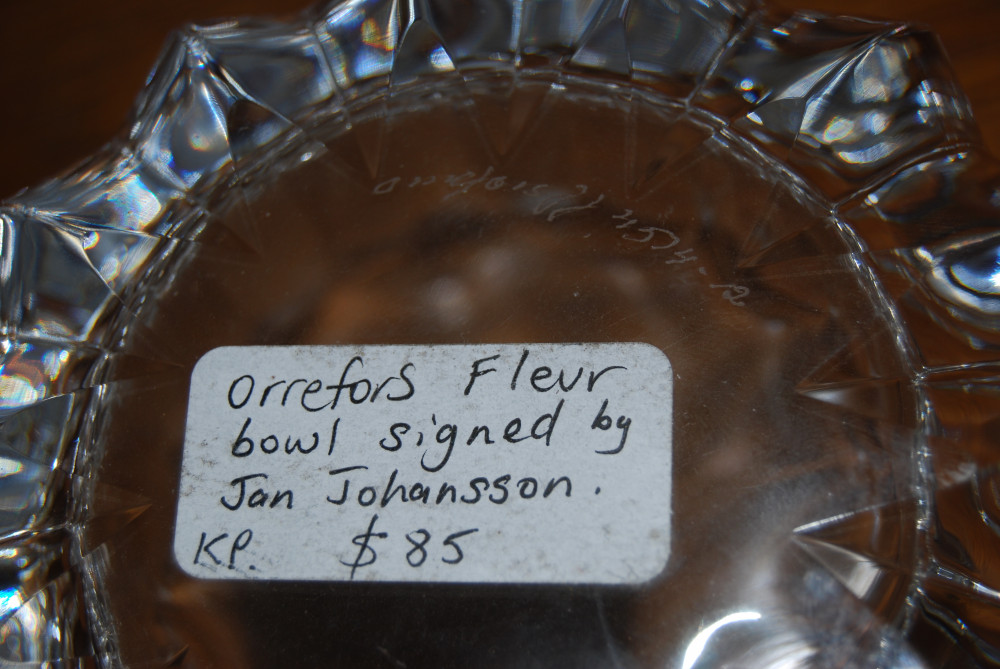 Orrefors Fleur
bowl signed by
Jan Johansson.
KP. $85